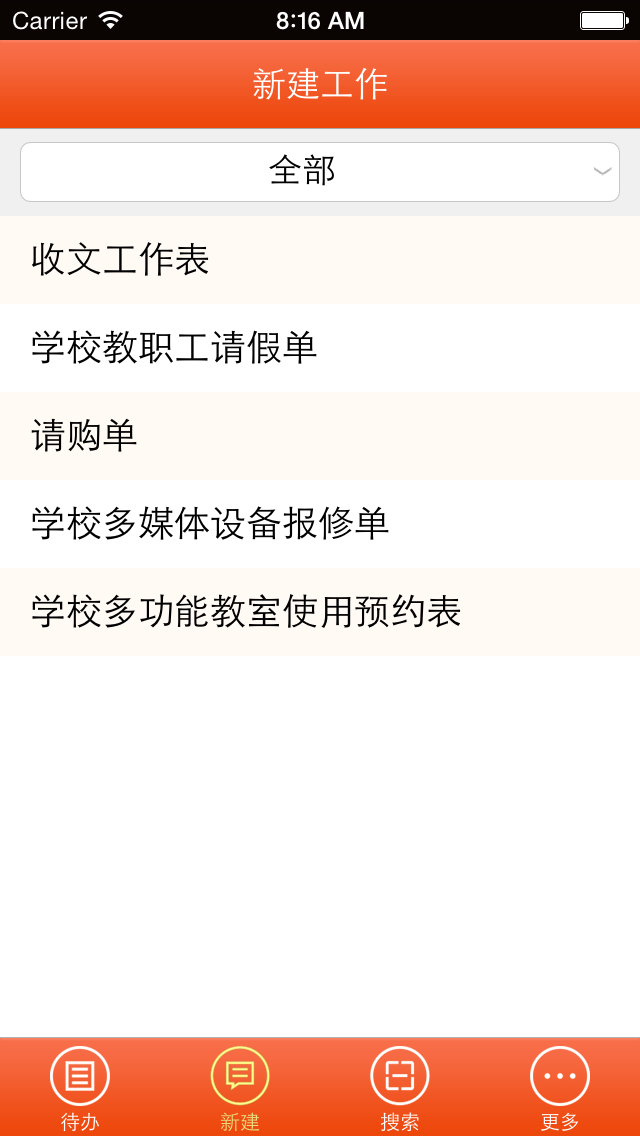 Carrier 8:16 AM
新建工作
全部
收文工作表
学校教职工请假单
请购单
学校多媒体设备报修单
学校多功能教室使用预约表
待办 新建 搜索 更多